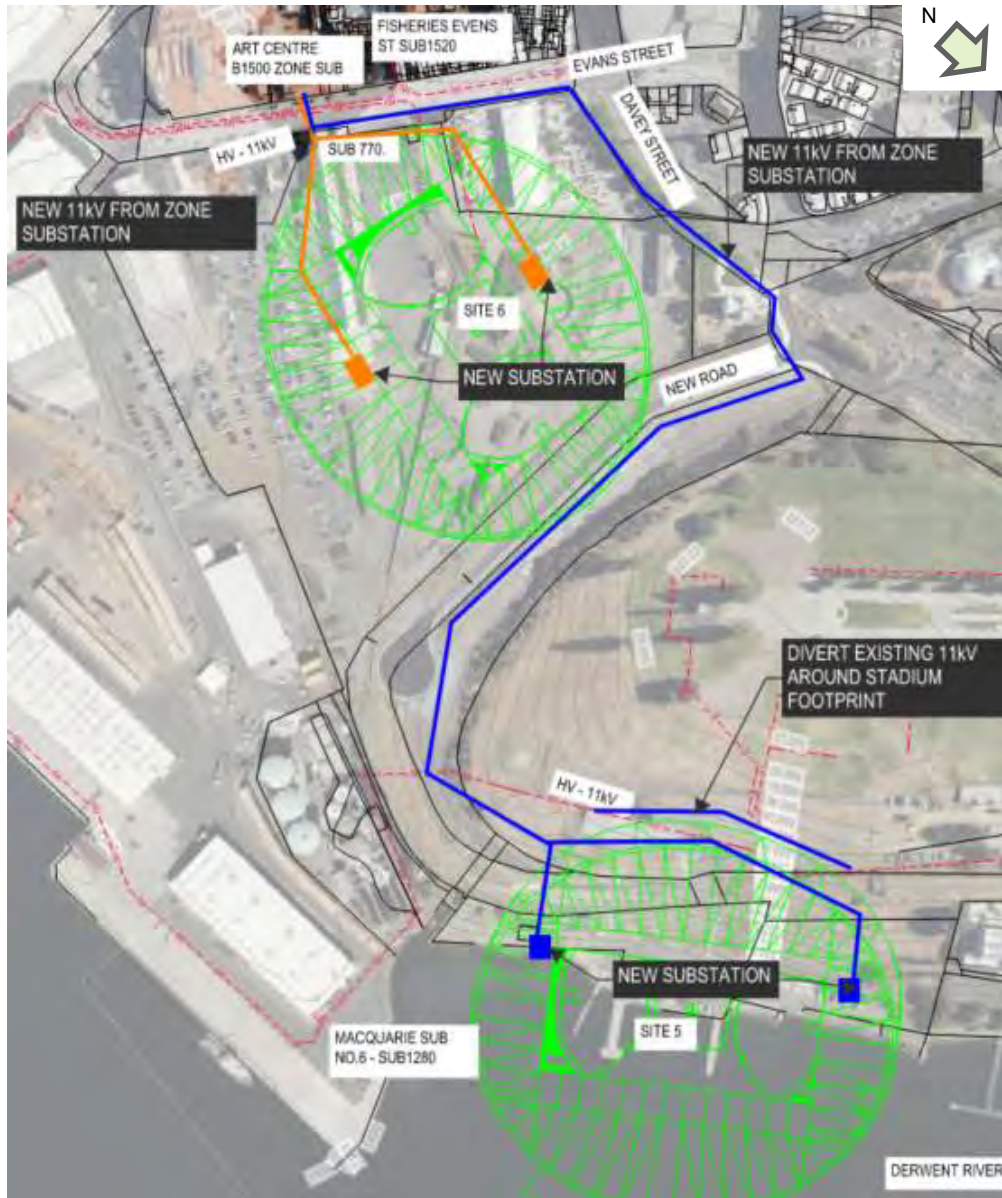 N
FISHERIES EVENS
ST SUB1520
ART CENTRE
B1500 ZONE SUB
EVANS STREET
DAVEY STREET
HV - 11kV
SUB 770.
NEW 11kV FROM ZONE
SUBSTATION
NEW 11kV FROM ZONE
SUBSTATION
SITE 6
NEW SUBSTATION
NEW ROAD
DIVERT EXISTING 11kV
AROUND STADIUM
FOOTPRINT
HV - 11kV
NEW SUBSTATION
SITE 5
MACQUARIE SUB
NO.6 - SUB1280
DERWENT RIVER